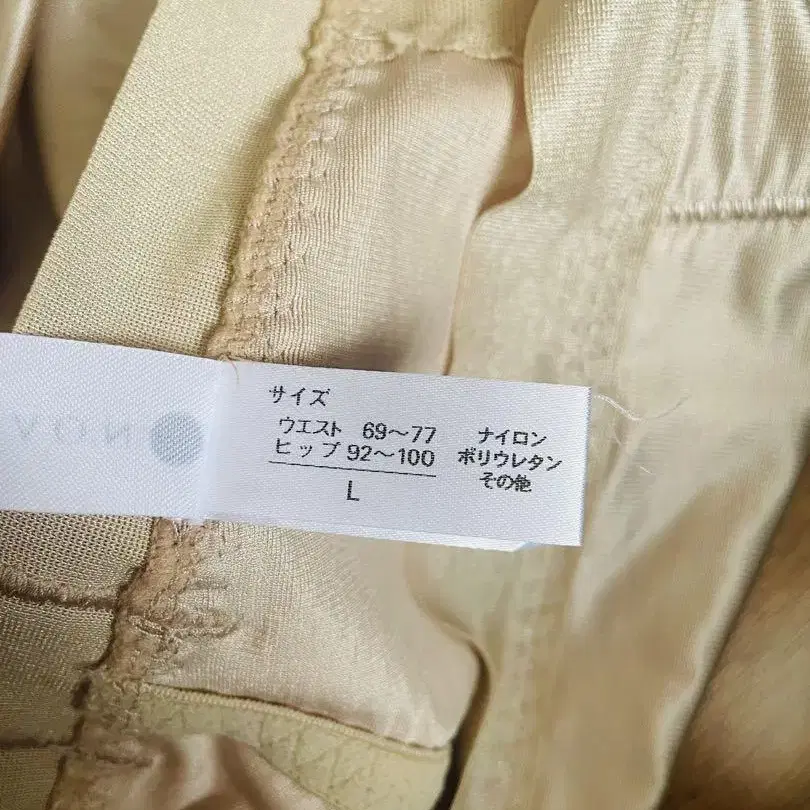 サイズ
ウエスト 69～77
ヒップ 92～100
L
ナイロン
ポリウレタン
その他